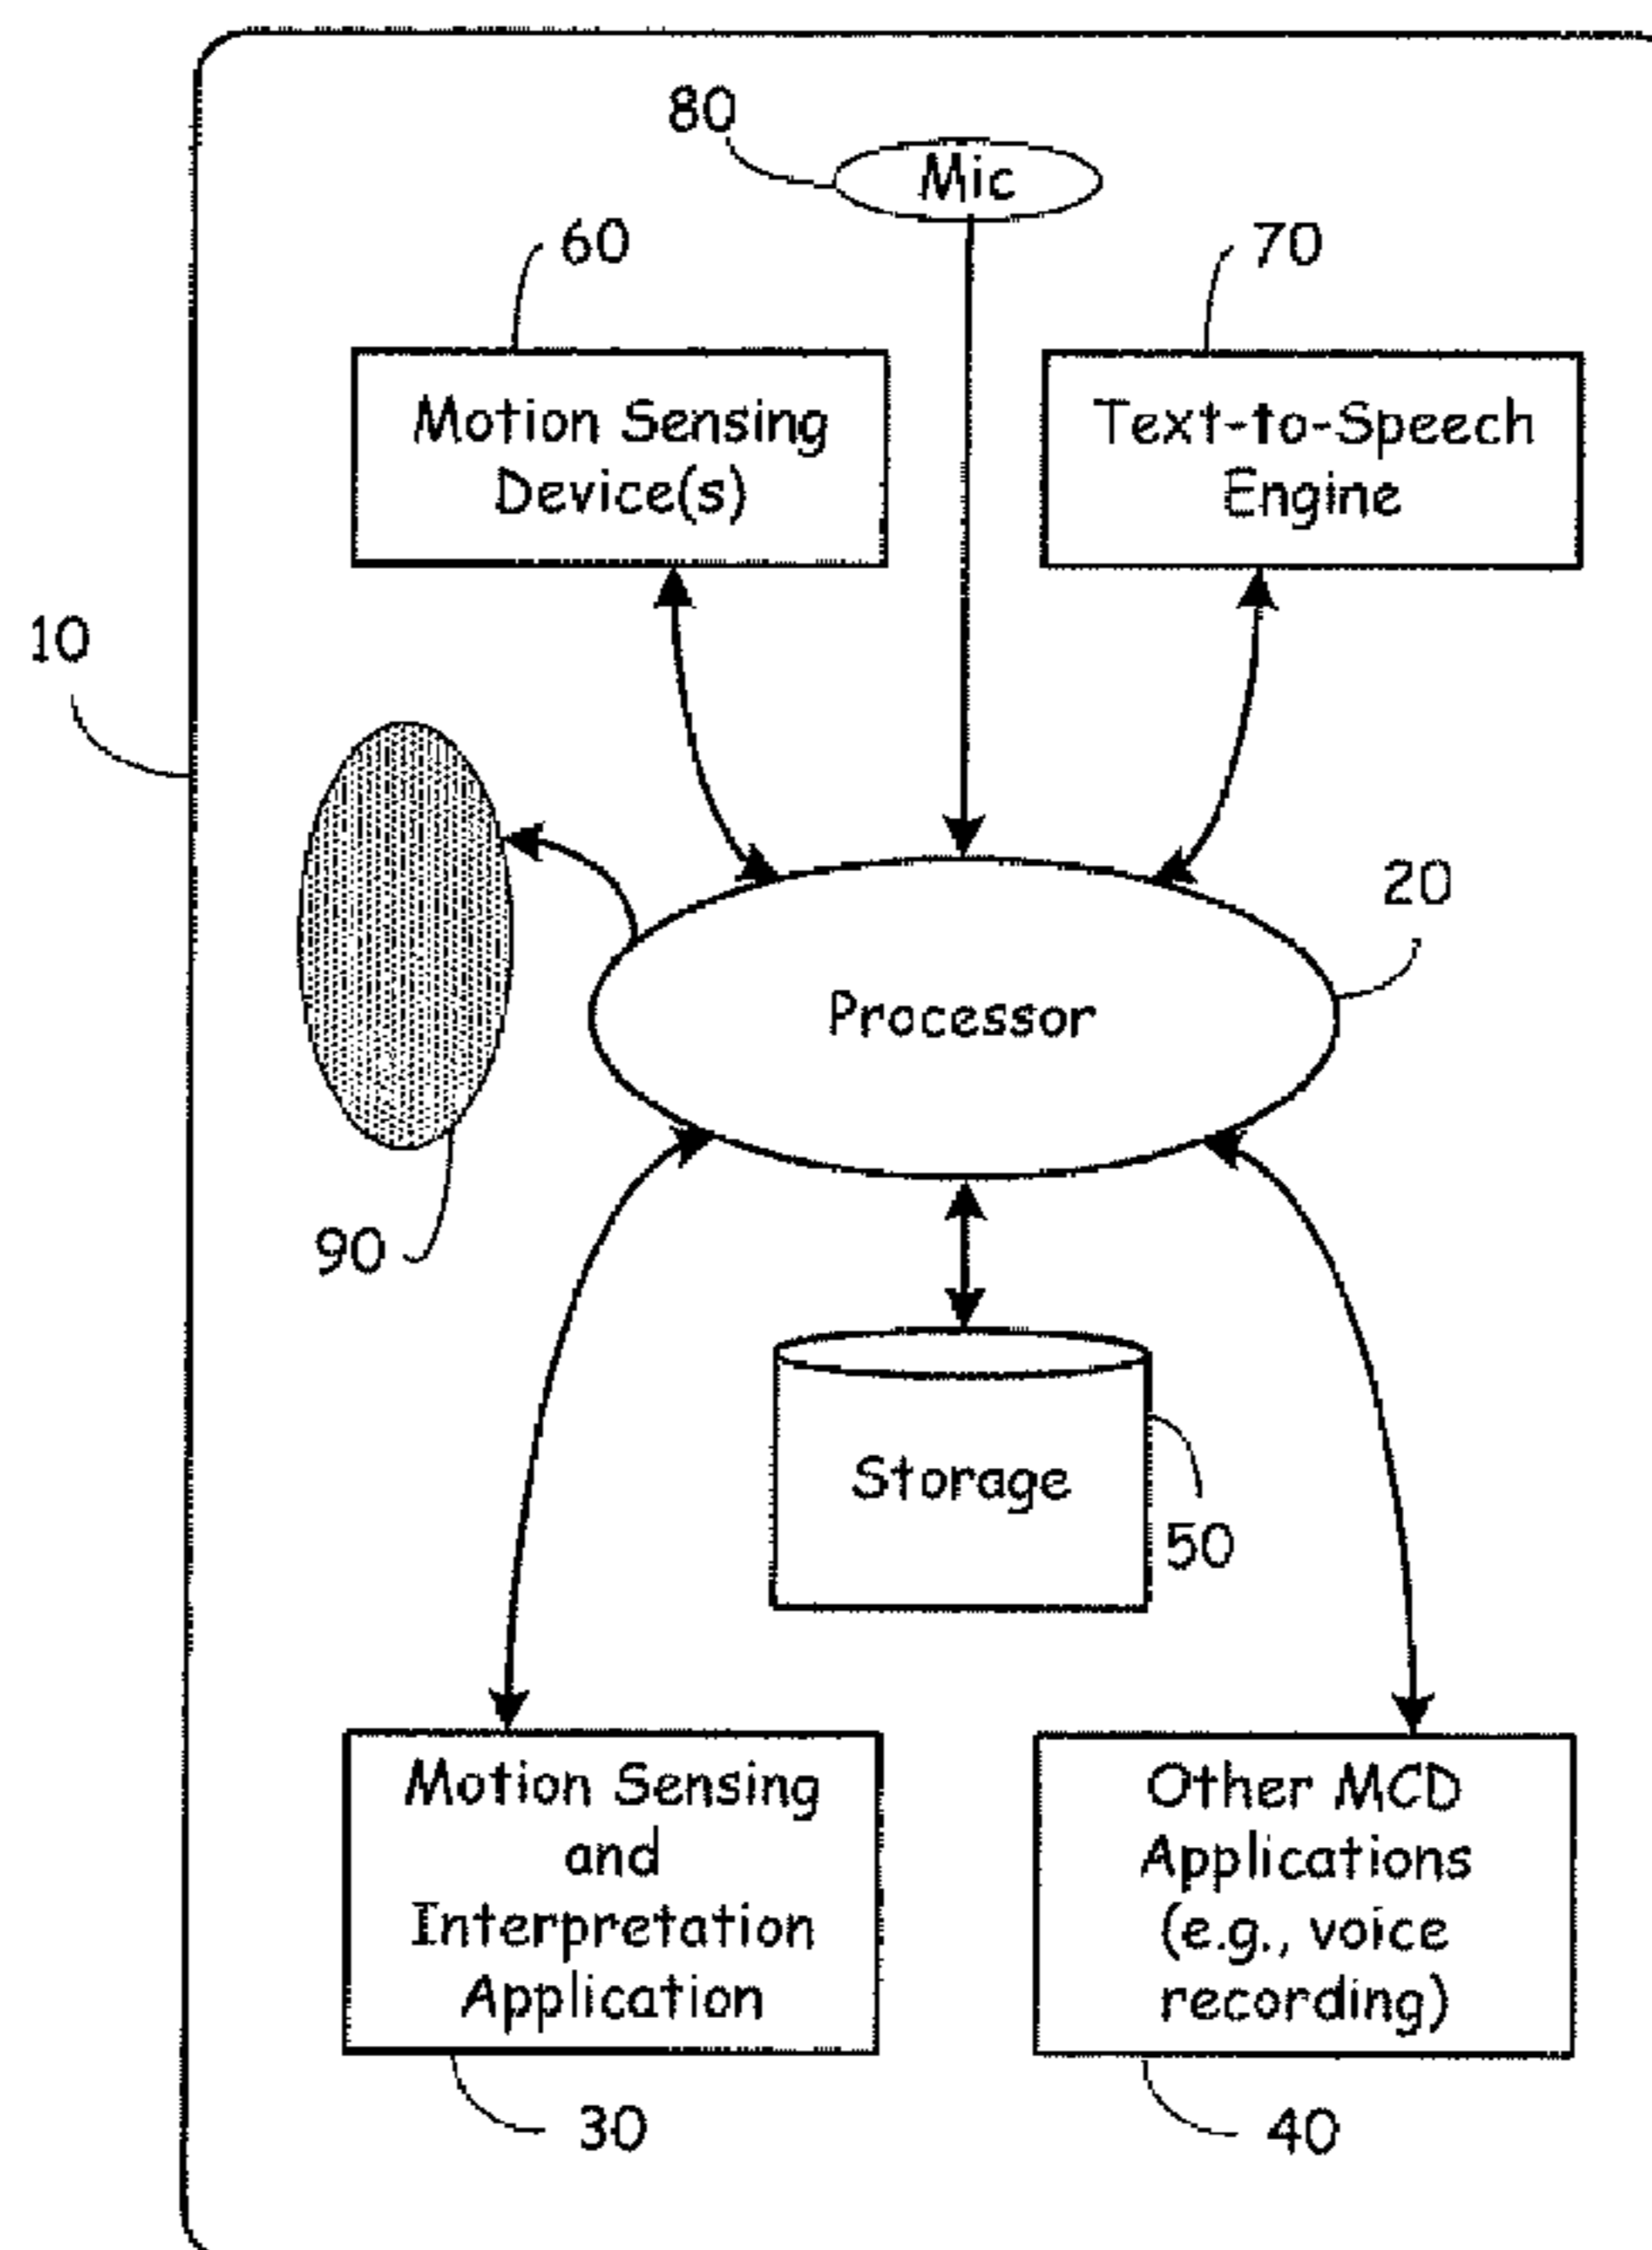 80
Mic
60
70
Motion Sensing
Device(s)
Text-to-Speech
Engine
10
20
Processor
90
Storage
50
Motion Sensing
and
Interpretation
Application
Other MCD
Applications
(e.g., voice
recording)
30
40